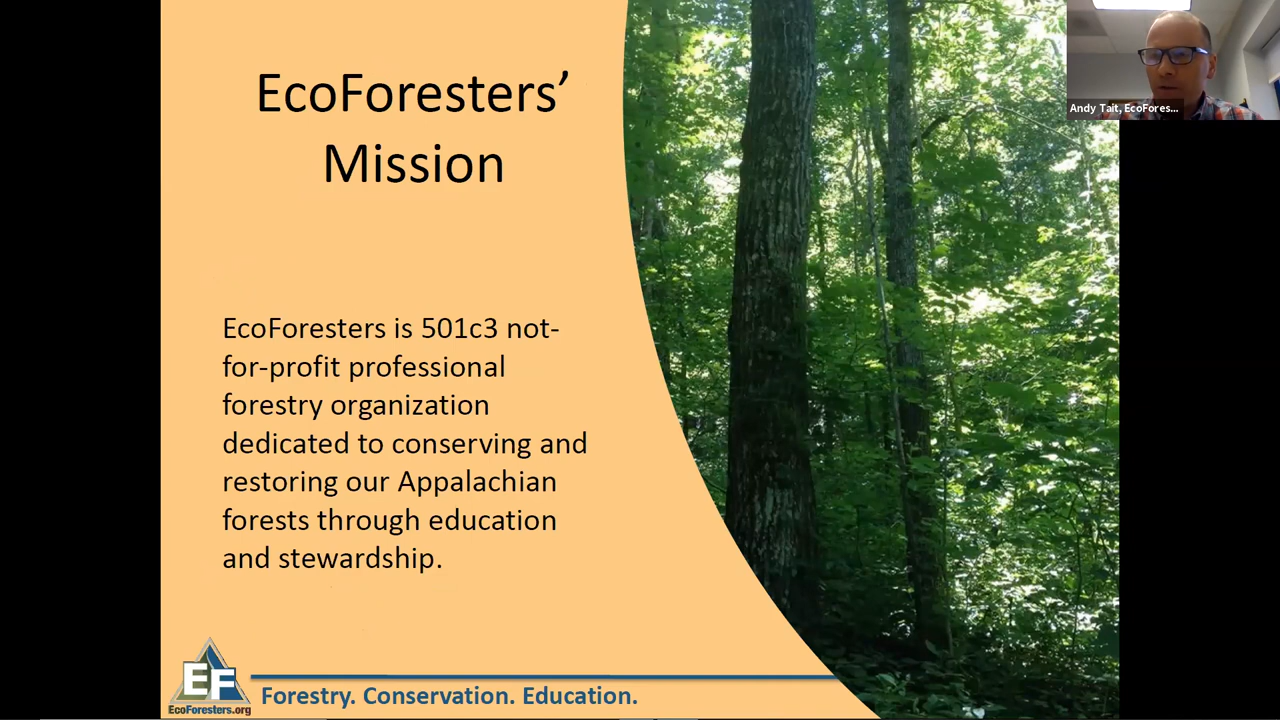 EcoForesters’
Mission
EcoForesters is 501c3 not-
for-profit professional
forestry organization
dedicated to conserving and
restoring our Appalachian
forests through education
and stewardship.
EF
EcoForesters.org
Forestry. Conservation. Education.
Andy Tait, EcoFores...